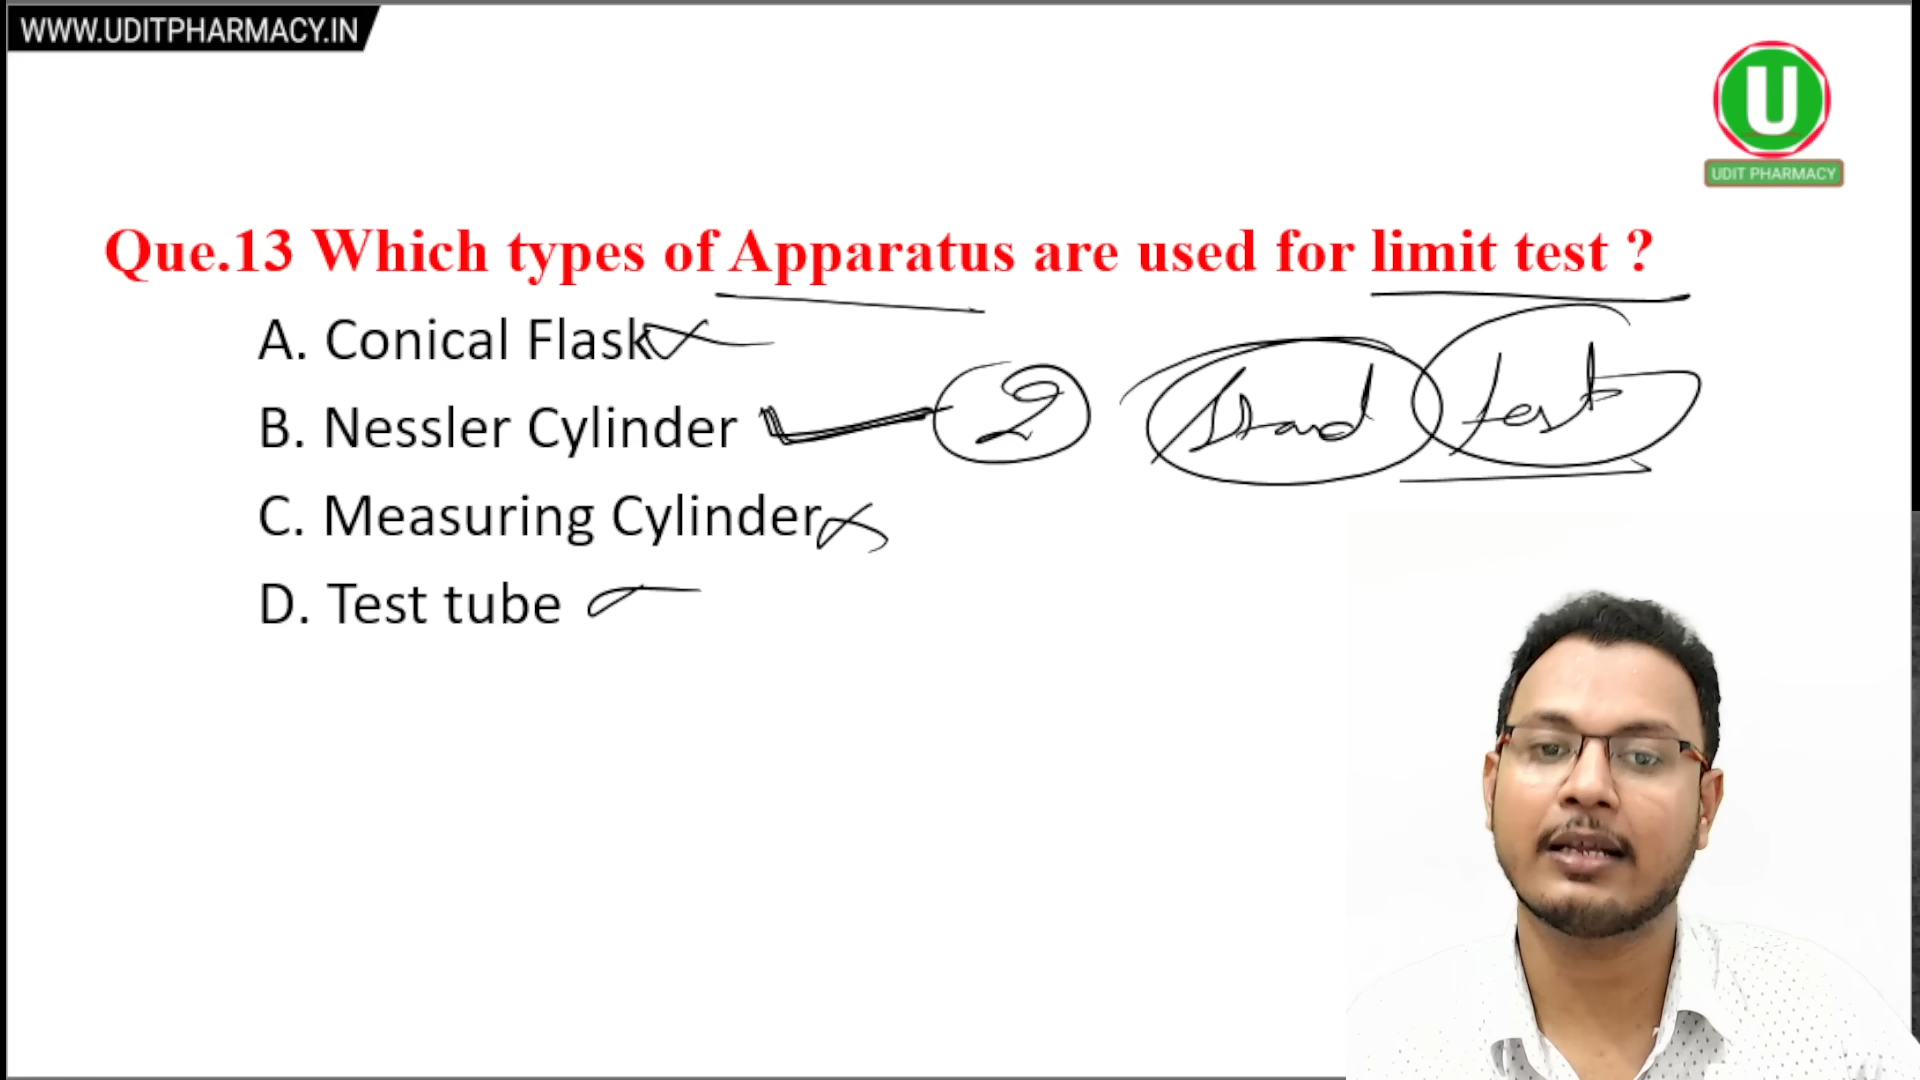 WWW.UDITPHARMACY.IN
U
UDIT PHARMACY
Que.13 Which types of Apparatus are used for limit test ?
A. Conical Flask
B. Nessler Cylinder 2 Stand test
C. Measuring Cylinder
D. Test tube